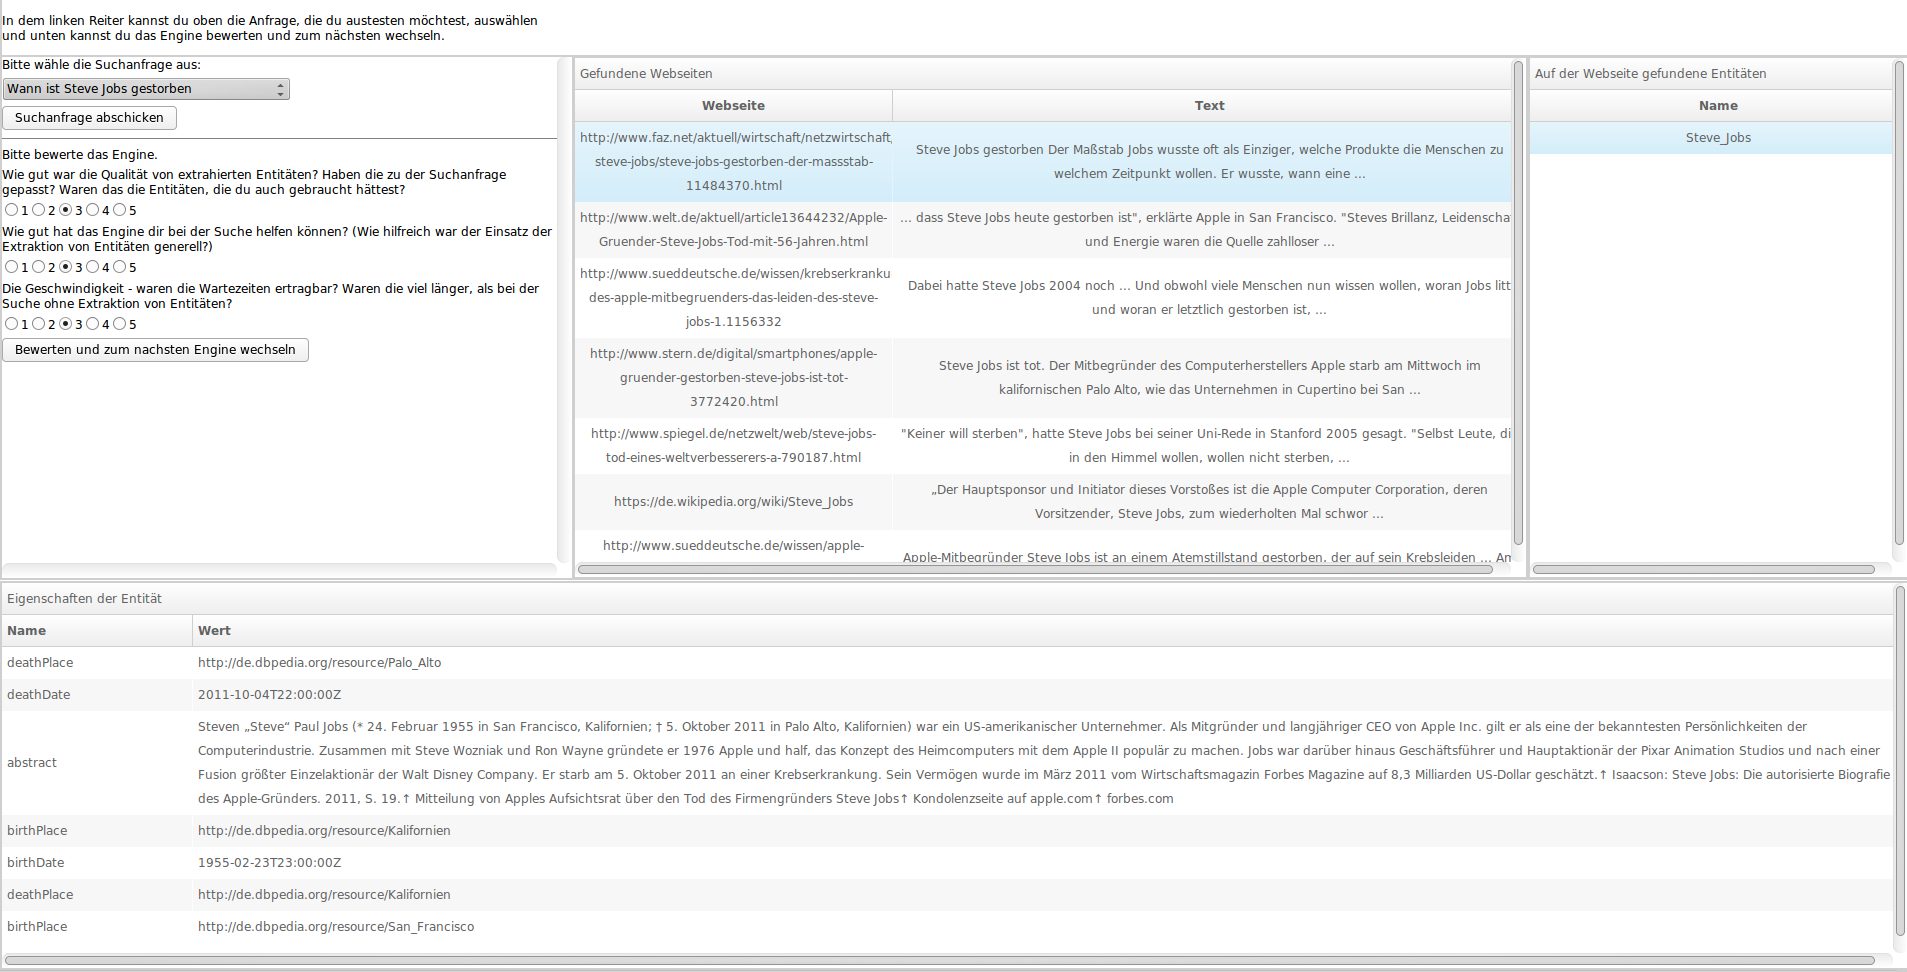 In dem linken Reiter kannst du oben die Anfrage, die du austesten möchtest, auswählen
und unten kannst du das Engine bewerten und zum nächsten wechseln.
Bitte wähle die Suchanfrage aus:
Wann ist Steve Jobs gestorben
Suchanfrage abschicken
Bitte bewerte das Engine.
Wie gut war die Qualität von extrahierten Entitäten? Haben die zu der Suchanfrage
gepasst? Waren das die Entitäten, die du auch gebraucht hättest?
1 2 3 4 5
Wie gut hat das Engine dir bei der Suche helfen können? (Wie hilfreich war der Einsatz der
Extraktion von Entitäten generell?)
1 2 3 4 5
Die Geschwindigkeit - waren die Wartezeiten ertragbar? Waren die viel länger, als bei der
Suche ohne Extraktion von Entitäten?
1 2 3 4 5
Bewerten und zum nachsten Engine wechseln
Gefundene Webseiten
Webseite Text
http://www.faz.net/aktuell/wirtschaft/netzwirtschaft,
steve-jobs/steve-jobs-gestorben-der-massstab-
11484370.html
Steve Jobs gestorben Der Maßstab Jobs wusste oft als Einziger, welche Produkte die Menschen zu
welchem Zeitpunkt wollen. Er wusste, wann eine ...
http://www.welt.de/aktuell/article13644232/Apple-
Gruender-Steve-Jobs-Tod-mit-56-Jahren.html
... dass Steve Jobs heute gestorben ist", erklärte Apple in San Francisco. "Steves Brillanz, Leidenscha
und Energie waren die Quelle zahlloser ...
http://www.sueddeutsche.de/wissen/krebserkranku
des-apple-mitbegruenders-das-leiden-des-steve-
jobs-1.1156332
Dabei hatte Steve Jobs 2004 noch ... Und obwohl viele Menschen nun wissen wollen, woran Jobs litt
und woran er letztlich gestorben ist, ...
http://www.stern.de/digital/smartphones/apple-
gruender-gestorben-steve-jobs-ist-tot-
3772420.html
Steve Jobs ist tot. Der Mitbegründer des Computerherstellers Apple starb am Mittwoch im
kalifornischen Palo Alto, wie das Unternehmen in Cupertino bei San ...
http://www.spiegel.de/netzwelt/web/steve-jobs-
tod-eines-weltverbesserers-a-790187.html
"Keiner will sterben", hatte Steve Jobs bei seiner Uni-Rede in Stanford 2005 gesagt. "Selbst Leute, di
in den Himmel wollen, wollen nicht sterben, ...
https://de.wikipedia.org/wiki/Steve_Jobs
„Der Hauptsponsor und Initiator dieses Vorstoßes ist die Apple Computer Corporation, deren
Vorsitzender, Steve Jobs, zum wiederholten Mal schwor ...
http://www.sueddeutsche.de/wissen/apple-
Apple-Mitbegründer Steve Jobs ist an einem Atemstillstand gestorben, der auf sein Krebsleiden ... Am
Auf der Webseite gefundene Entitäten
Name
Steve_Jobs
Eigenschaften der Entität
Name Wert
deathPlace http://de.dbpedia.org/resource/Palo_Alto
deathDate 2011-10-04T22:00:00Z
abstract
Steven „Steve“ Paul Jobs (* 24. Februar 1955 in San Francisco, Kalifornien; † 5. Oktober 2011 in Palo Alto, Kalifornien) war ein US-amerikanischer Unternehmer. Als Mitgründer und langjähriger CEO von Apple Inc. gilt er als eine der bekanntesten Persönlichkeiten der
Computerindustrie. Zusammen mit Steve Wozniak und Ron Wayne gründete er 1976 Apple und half, das Konzept des Heimcomputers mit dem Apple II populär zu machen. Jobs war darüber hinaus Geschäftsführer und Hauptaktionär der Pixar Animation Studios und nach einer
Fusion größter Einzelaktionär der Walt Disney Company. Er starb am 5. Oktober 2011 an einer Krebserkrankung. Sein Vermögen wurde im März 2011 vom Wirtschaftsmagazin Forbes Magazine auf 8,3 Milliarden US-Dollar geschätzt.↑ Isaacson: Steve Jobs: Die autorisierte Biografie
des Apple-Gründers. 2011, S. 19.↑ Mitteilung von Apples Aufsichtsrat über den Tod des Firmengründers Steve Jobs↑ Kondolenzseite auf apple.com↑ forbes.com
birthPlace http://de.dbpedia.org/resource/Kalifornien
birthDate 1955-02-23T23:00:00Z
deathPlace http://de.dbpedia.org/resource/Kalifornien
birthPlace http://de.dbpedia.org/resource/San_Francisco